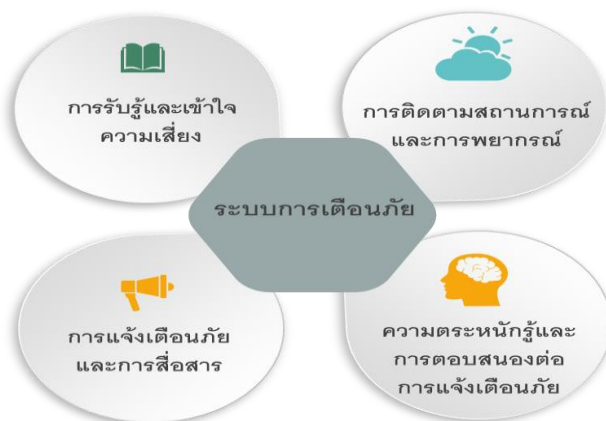 การรับรู้และเข้าใจ
ความเสี่ยง
การติดตามสถานการณ์
และการพยากรณ์
ระบบการเตือนภัย
การแจ้งเตือนภัย
และการสื่อสาร
ความตระหนักรู้และ
การตอบสนองต่อ
การแจ้งเตือนภัย